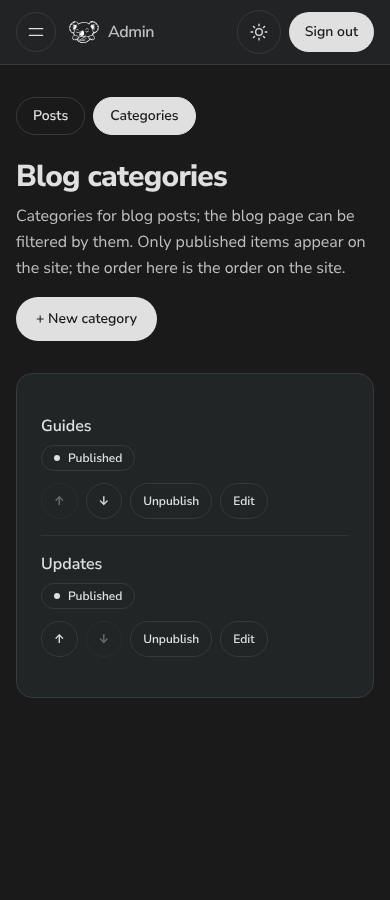 Admin
Sign out
Posts
Categories
Blog categories
Categories for blog posts; the blog page can be
filtered by them. Only published items appear on
the site; the order here is the order on the site.
+ New category
Guides
Published
↑ ↓ Unpublish Edit
Updates
Published
↑ ↓ Unpublish Edit